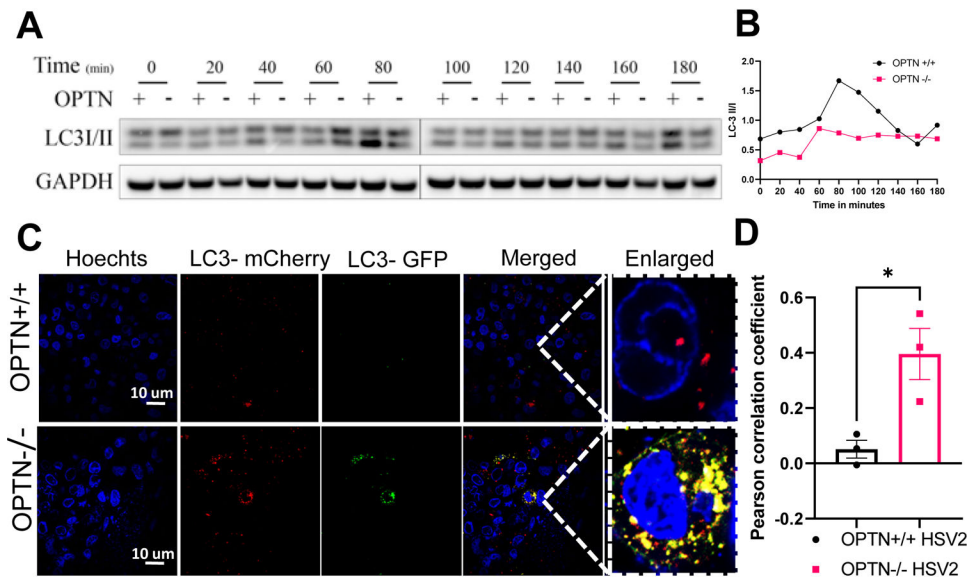 A
Time (min) 0 20 40 60 80 100 120 140 160 180
OPTN + - + - + - + - + - + - + - + - + - + -
LC3I/II
GAPDH
B
OPTN +/+
OPTN -/-
LC-3 II/I
2.0
1.5
1.0
0.5
0.0
0 20 40 60 80 100 120 140 160 180
Time in minutes
C
Hoechts LC3- mCherry LC3- GFP Merged Enlarged
OPTN+/+
10 um
OPTN-/-
10 um
D
*
Pearson correlation coefficient
0.6
0.4
0.2
0.0
-0.2
OPTN+/+ HSV2
OPTN-/- HSV2